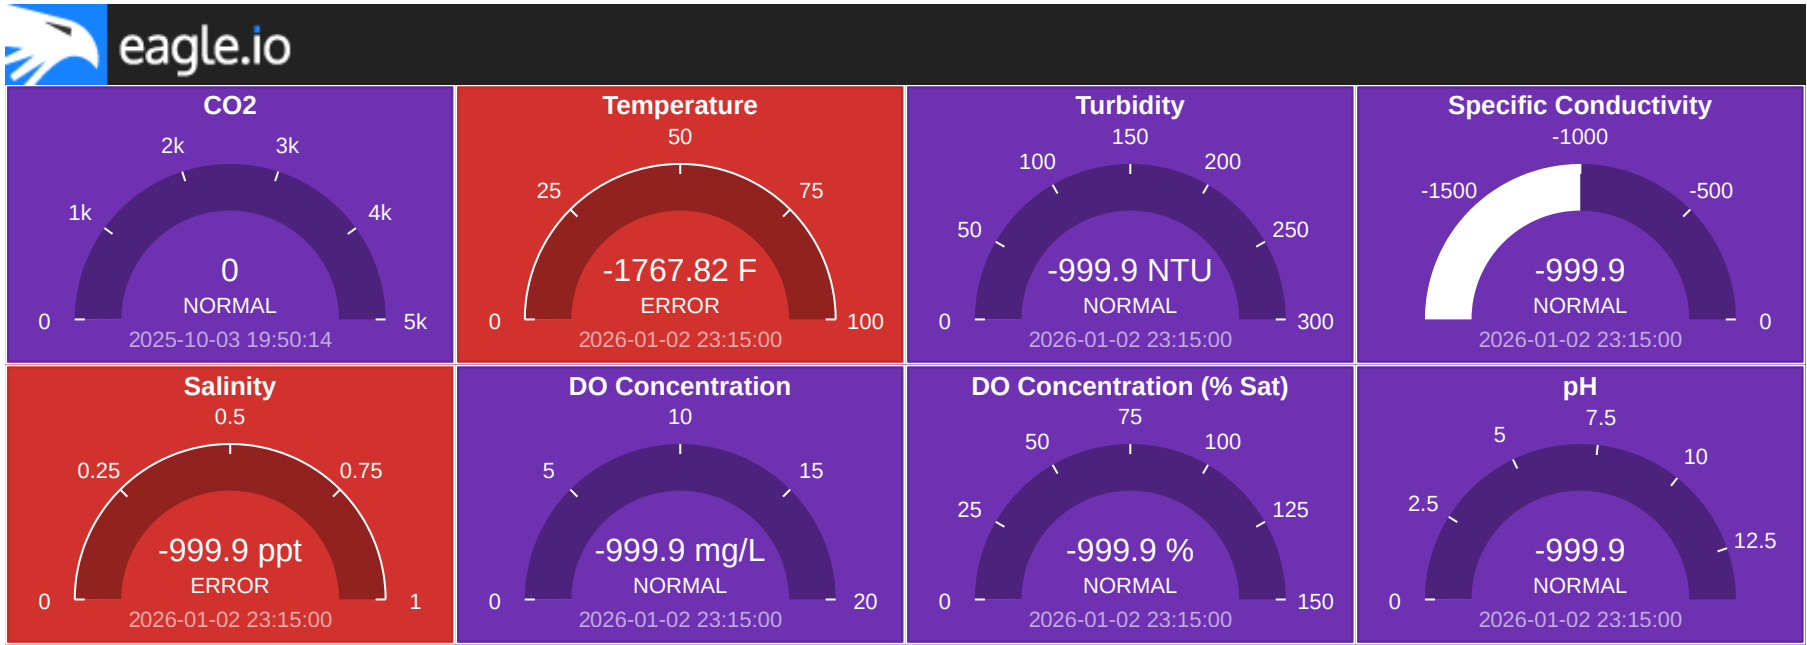 eagle.io
CO2
2k
3k
1k
4k
0
NORMAL
0
5k
2025-10-03 19:50:14
Temperature
50
25
75
-1767.82 F
ERROR
0
100
2026-01-02 23:15:00
Turbidity
150
100
200
50
250
-999.9 NTU
NORMAL
0
300
2026-01-02 23:15:00
Specific Conductivity
-1000
-1500
-500
-999.9
NORMAL
0
2026-01-02 23:15:00
Salinity
0.5
0.25
0.75
-999.9 ppt
ERROR
0
1
2026-01-02 23:15:00
DO Concentration
10
5
15
-999.9 mg/L
NORMAL
0
20
2026-01-02 23:15:00
DO Concentration (% Sat)
75
50
100
25
125
-999.9 %
NORMAL
0
150
2026-01-02 23:15:00
pH
7.5
5
10
2.5
12.5
-999.9
NORMAL
0
2026-01-02 23:15:00